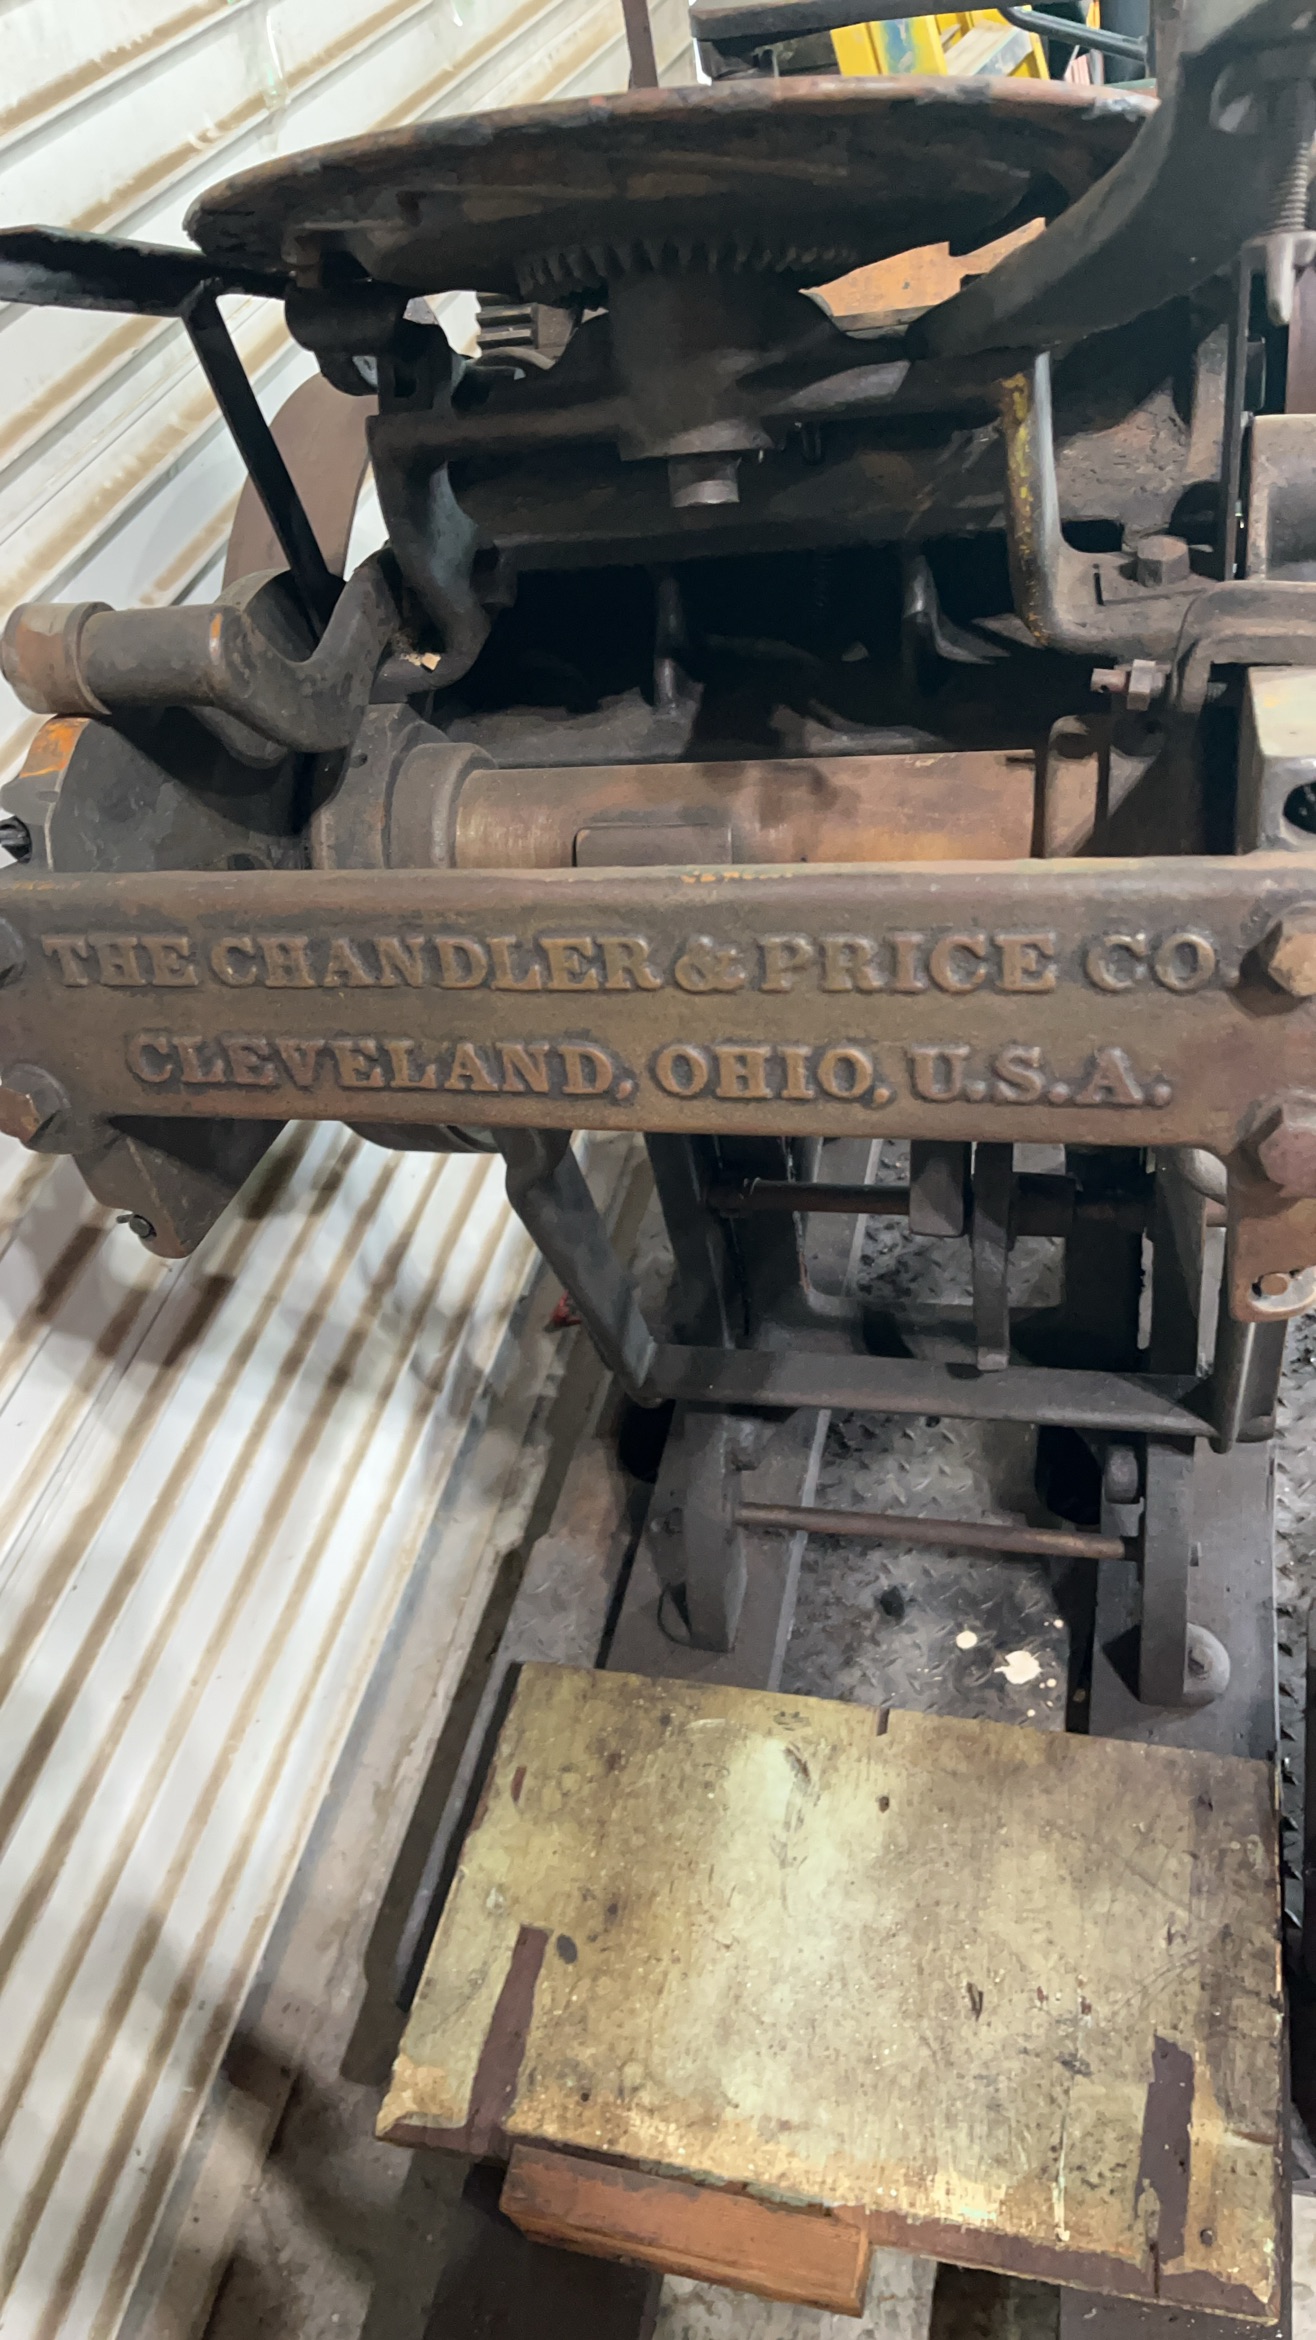 THE CHANDLER & PRICE CO.
CLEVELAND, OHIO, U.S.A.